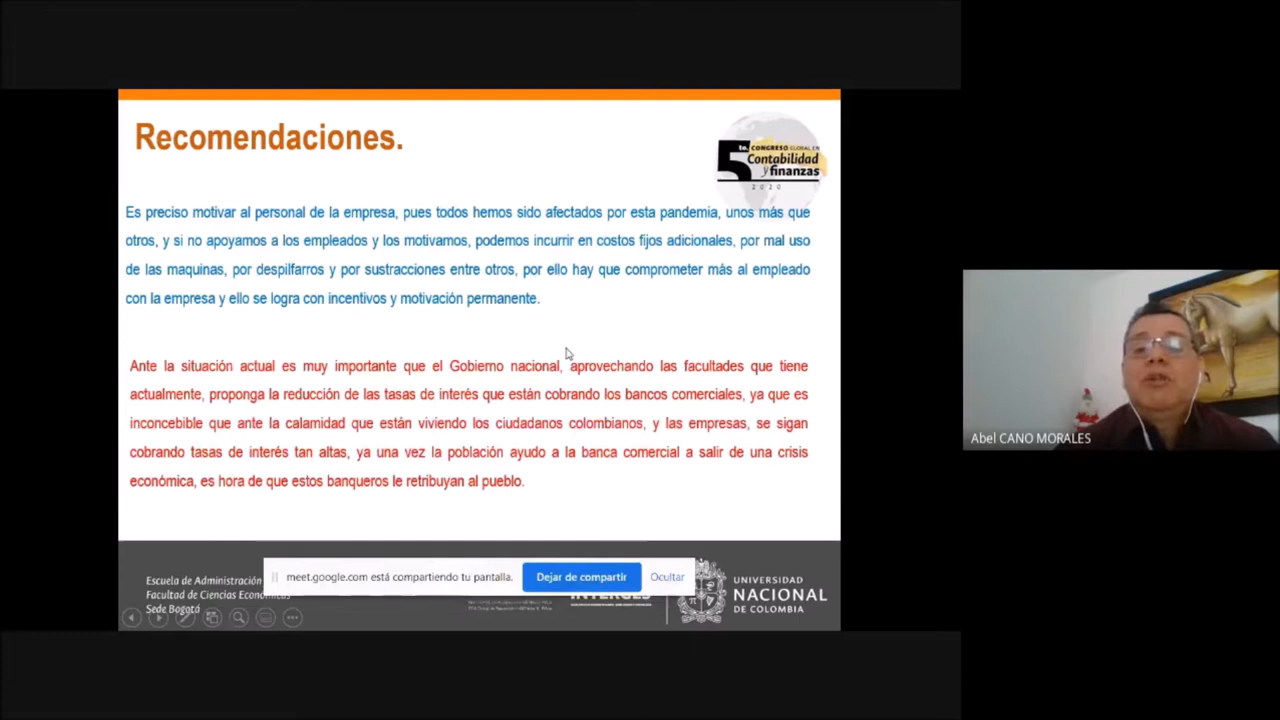 Recomendaciones.
5to. CONGRESO GLOBAL EN
Contabilidad
y finanzas
2020
Es preciso motivar al personal de la empresa, pues todos hemos sido afectados por esta pandemia, unos más que
otros, y si no apoyamos a los empleados y los motivamos, podemos incurrir en costos fijos adicionales, por mal uso
de las maquinas, por despilfarros y por sustracciones entre otros, por ello hay que comprometer más al empleado
con la empresa y ello se logra con incentivos y motivación permanente.
Ante la situación actual es muy importante que el Gobierno nacional, aprovechando las facultades que tiene
actualmente, proponga la reducción de las tasas de interés que están cobrando los bancos comerciales, ya que es
inconcebible que ante la calamidad que están viviendo los ciudadanos colombianos, y las empresas, se sigan
cobrando tasas de interés tan altas, ya una vez la población ayudo a la banca comercial a salir de una crisis
económica, es hora de que estos banqueros le retribuyan al pueblo.
Abel CANO MORALES
meet.google.com está compartiendo tu pantalla.
Dejar de compartir
Ocultar
Escuela de Administración
Facultad de Ciencias Económicas
Sede Bogotá
UNIVERSIDAD
NACIONAL
DE COLOMBIA